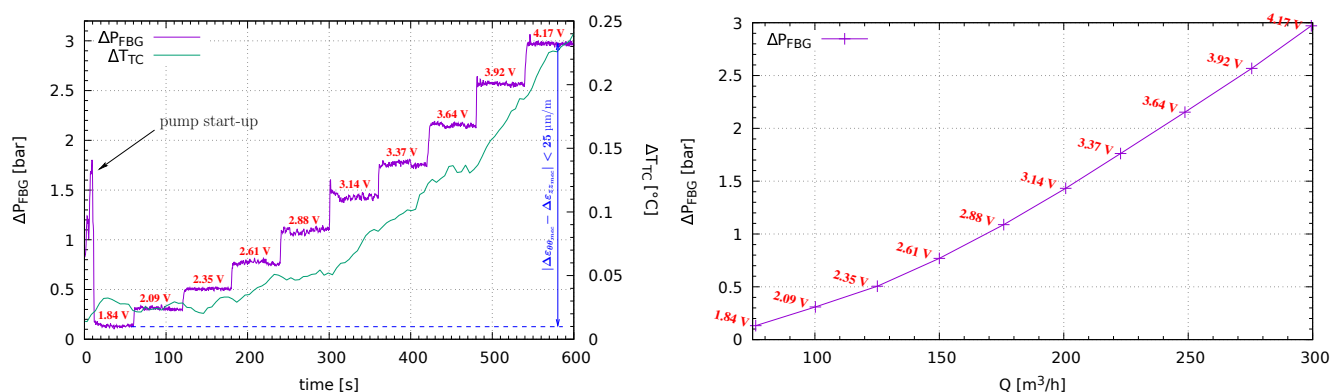 ΔP_FBG
ΔT_TC
pump start-up
1.84 V
2.09 V
2.35 V
2.61 V
2.88 V
3.14 V
3.37 V
3.64 V
3.92 V
4.17 V
|Δε_θθmec − Δε_zzmec| < 25 μm/m
ΔP_FBG [bar]
0
0.5
1
1.5
2
2.5
3
ΔT_TC [°C]
0
0.05
0.1
0.15
0.2
0.25
0 100 200 300 400 500 600
time [s]
ΔP_FBG
1.84 V
2.09 V
2.35 V
2.61 V
2.88 V
3.14 V
3.37 V
3.64 V
3.92 V
4.17 V
ΔP_FBG [bar]
0
0.5
1
1.5
2
2.5
3
100 150 200 250 300
Q [m³/h]